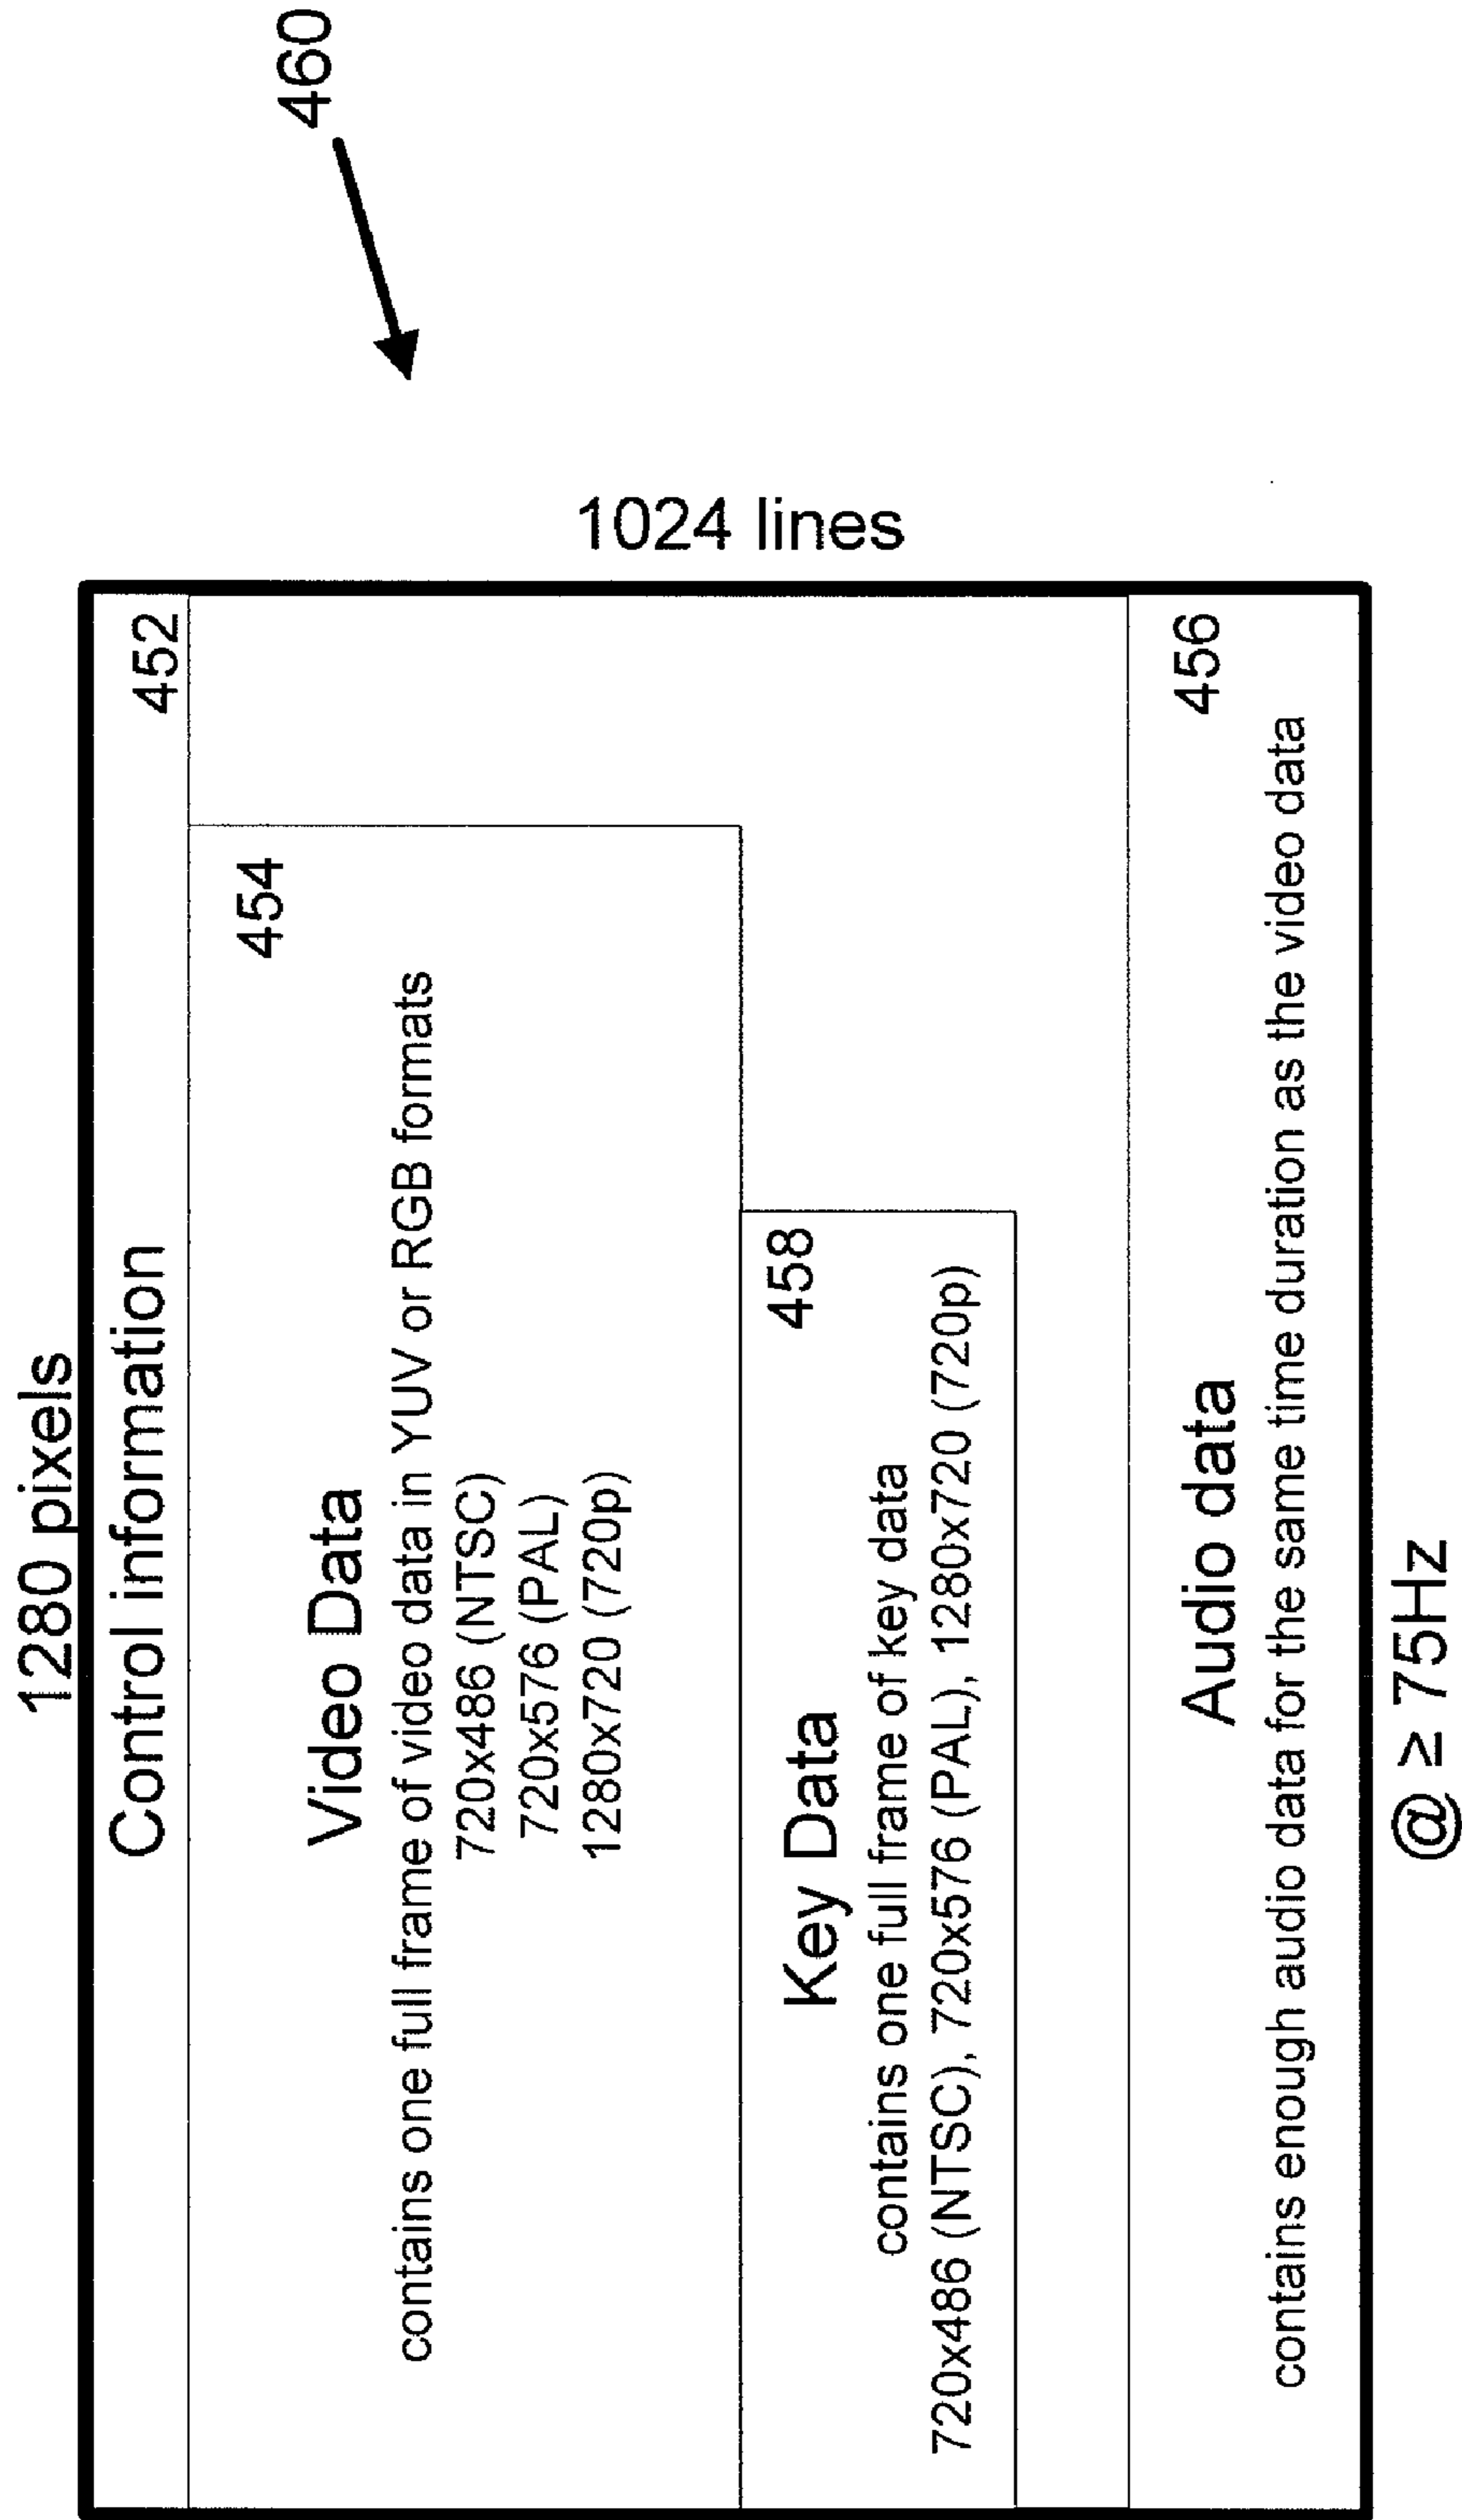 1280 pixels
Control information
452
454
Video Data
contains one full frame of video data in YUV or RGB formats
720x486 (NTSC)
720x576 (PAL)
1280x720 (720p)
458
Key Data
contains one full frame of key data
720x486 (NTSC), 720x576 (PAL), 1280x720 (720p)
456
Audio data
contains enough audio data for the same time duration as the video data
@ ≥ 75Hz
1024 lines
460